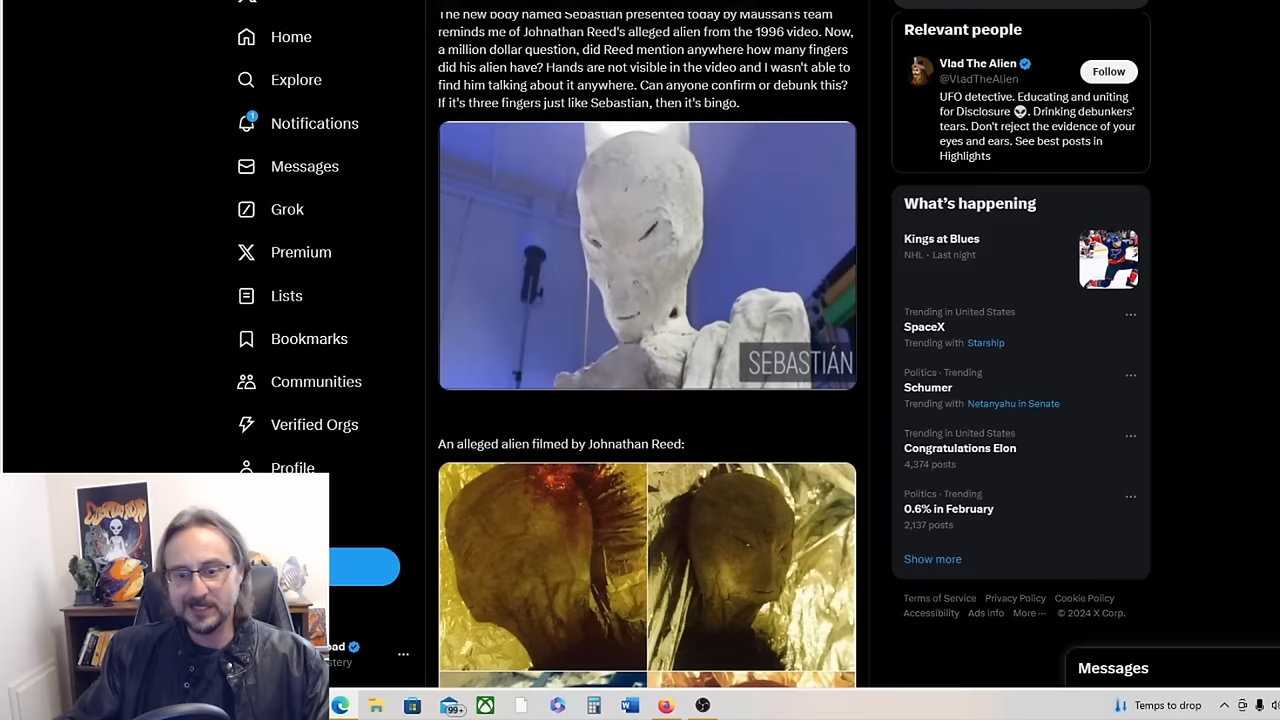 Home
Explore
1
Notifications
Messages
Grok
Premium
Lists
Bookmarks
Communities
Verified Orgs
Profile
The new body named Sebastian presented today by Maussan's team
reminds me of Johnathan Reed's alleged alien from the 1996 video. Now,
a million dollar question, did Reed mention anywhere how many fingers
did his alien have? Hands are not visible in the video and I wasn't able to
find him talking about it anywhere. Can anyone confirm or debunk this?
If it's three fingers just like Sebastian, then it's bingo.
SEBASTIÁN
An alleged alien filmed by Johnathan Reed:
Relevant people
Vlad The Alien
@VladTheAlien
Follow
UFO detective. Educating and uniting
for Disclosure 👽. Drinking debunkers'
tears. Don't reject the evidence of your
eyes and ears. See best posts in
Highlights
What's happening
Kings at Blues
NHL · Last night
Trending in United States
SpaceX
Trending with Starship
Politics · Trending
Schumer
Trending with Netanyahu in Senate
Trending in United States
Congratulations Elon
4,374 posts
Politics · Trending
0.6% in February
2,137 posts
Show more
Terms of Service Privacy Policy Cookie Policy
Accessibility Ads info More ··· © 2024 X Corp.
Messages
99+
Temps to drop